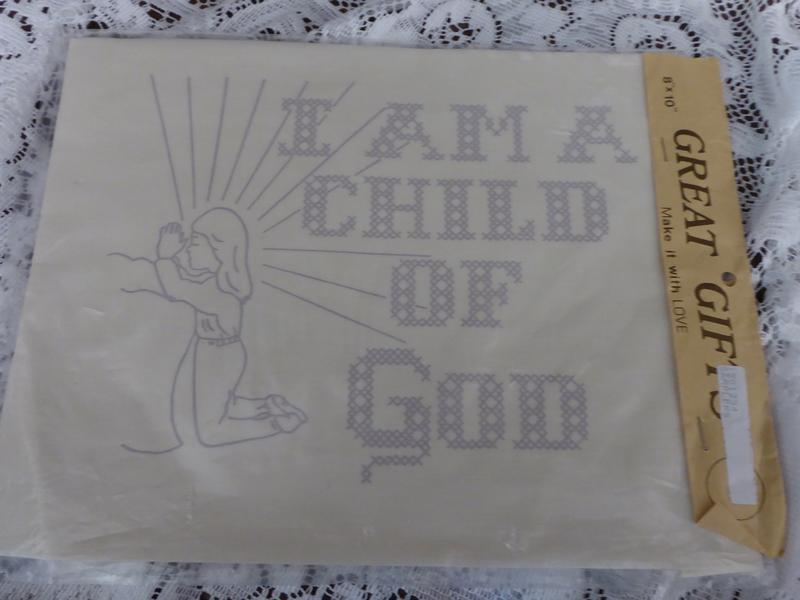 I AM A
CHILD
OF
GOD
8"x10"
GREAT GIFTS
Make it with LOVE